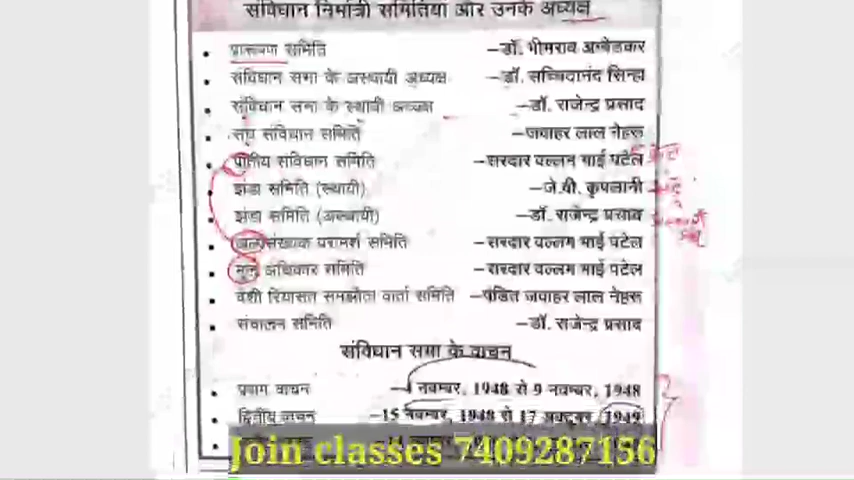 संविधान निर्मात्री समितियां और उनके अध्यक्ष
• प्रारूपण समिति –डॉ. भीमराव अम्बेडकर
• संविधान सभा के अस्थायी अध्यक्ष –डॉ. सच्चिदानंद सिन्हा
• संविधान सभा के स्थायी अध्यक्ष –डॉ. राजेन्द्र प्रसाद
• संघ संविधान समिति –जवाहर लाल नेहरू
• प्रांतीय संविधान समिति –सरदार वल्लभ भाई पटेल
• झंडा समिति (स्थायी) –जे.बी. कृपलानी
• झंडा समिति (अस्थायी) –डॉ. राजेन्द्र प्रसाद
• अल्पसंख्यक परामर्श समिति –सरदार वल्लभ भाई पटेल
• मूल अधिकार समिति –सरदार वल्लभ भाई पटेल
• देशी रियासत समझौता वार्ता समिति –पंडित जवाहर लाल नेहरू
• संचालन समिति –डॉ. राजेन्द्र प्रसाद
संविधान सभा के वाचन
• प्रथम वाचन –4 नवम्बर, 1948 से 9 नवम्बर, 1948
• द्वितीय वाचन –15 नवम्बर, 1948 से 17 अक्टूबर, 1949
Join classes 7409287156